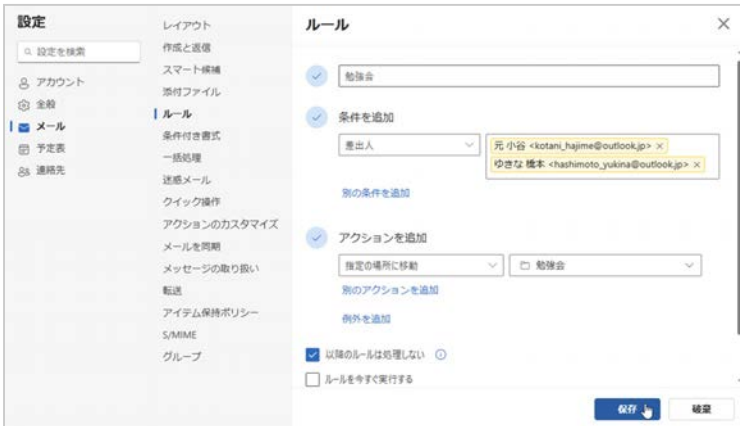 設定
設定を検索
アカウント
全般
メール
予定表
連絡先
レイアウト
作成と返信
スマート候補
添付ファイル
ルール
条件付き書式
一括処理
迷惑メール
クイック操作
アクションのカスタマイズ
メールを同期
メッセージの取り扱い
転送
アイテム保持ポリシー
S/MIME
グループ
ルール
勉強会
条件を追加
差出人
元 小谷 <kotani_hajime@outlook.jp>
ゆきな 橋本 <hashimoto_yukina@outlook.jp>
別の条件を追加
アクションを追加
指定の場所に移動
勉強会
別のアクションを追加
例外を追加
以降のルールは処理しない
ルールを今すぐ実行する
保存
破棄